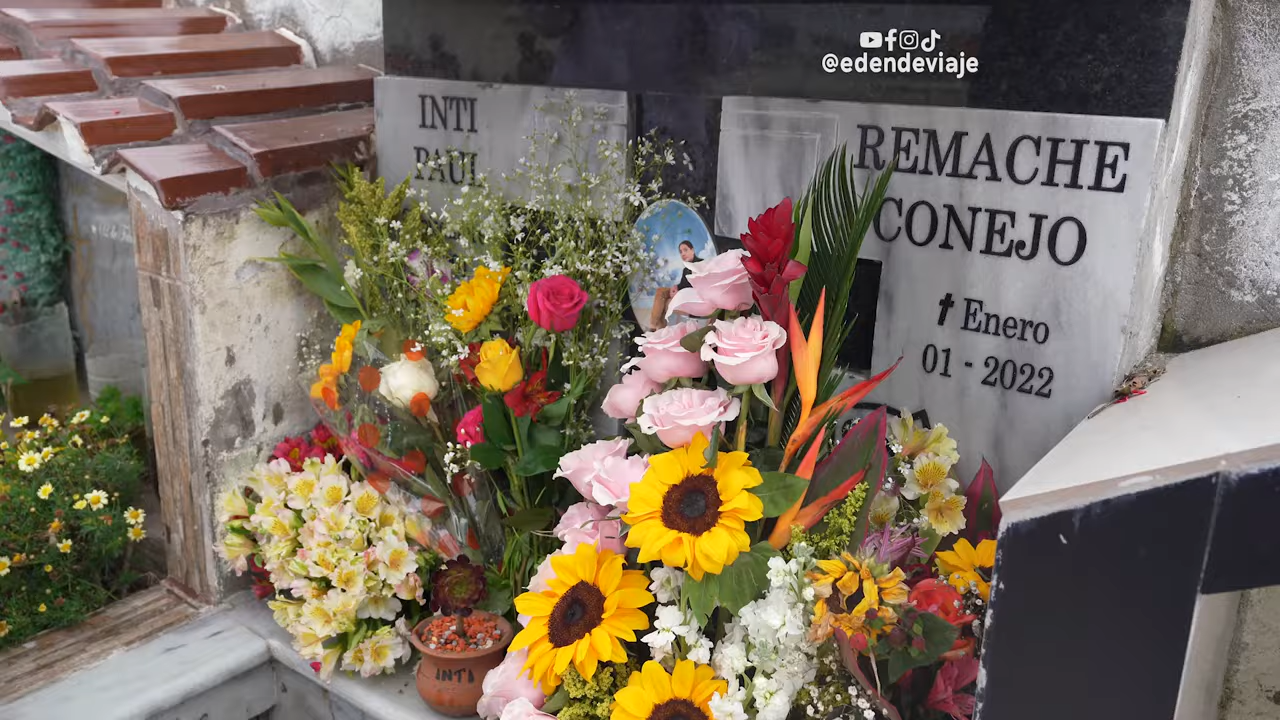 @edendeviaje
INTI
PAUL
REMACHE
CONEJO
Enero
01 - 2022
INTI